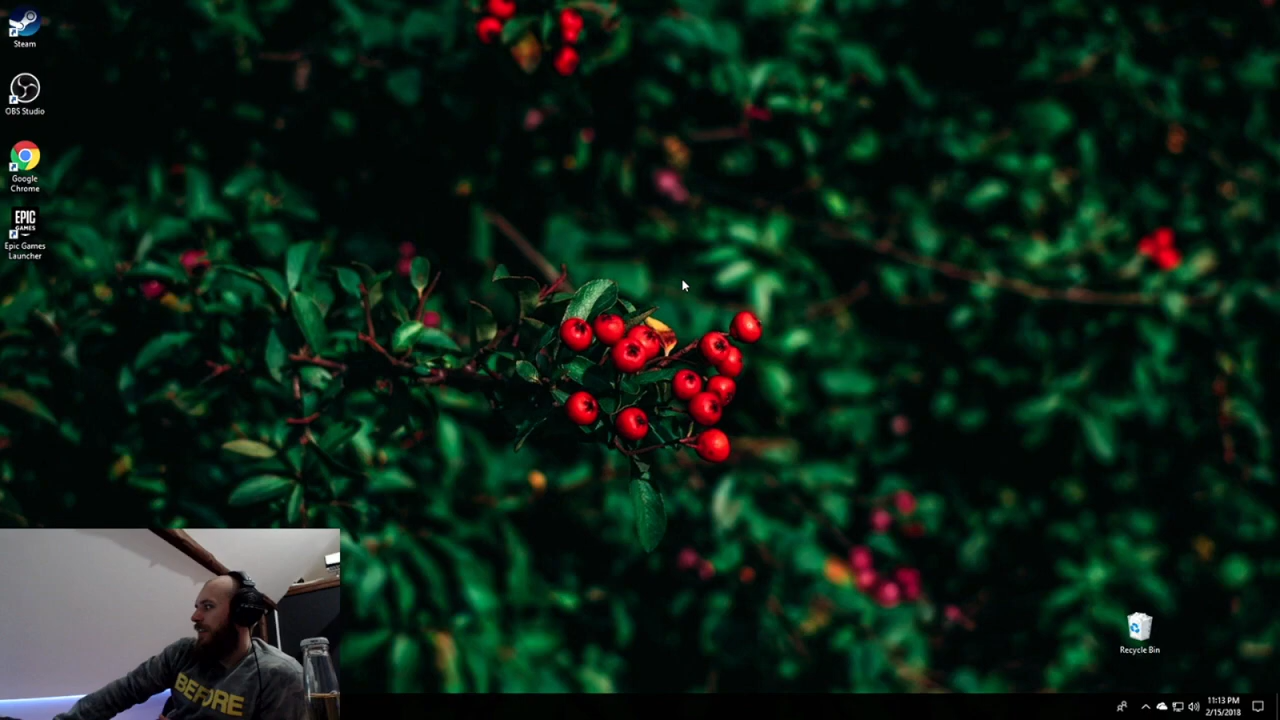 Steam
OBS Studio
Google
Chrome
EPIC
GAMES
Epic Games
Launcher
BEFORE
Recycle Bin
11:13 PM
2/15/2018